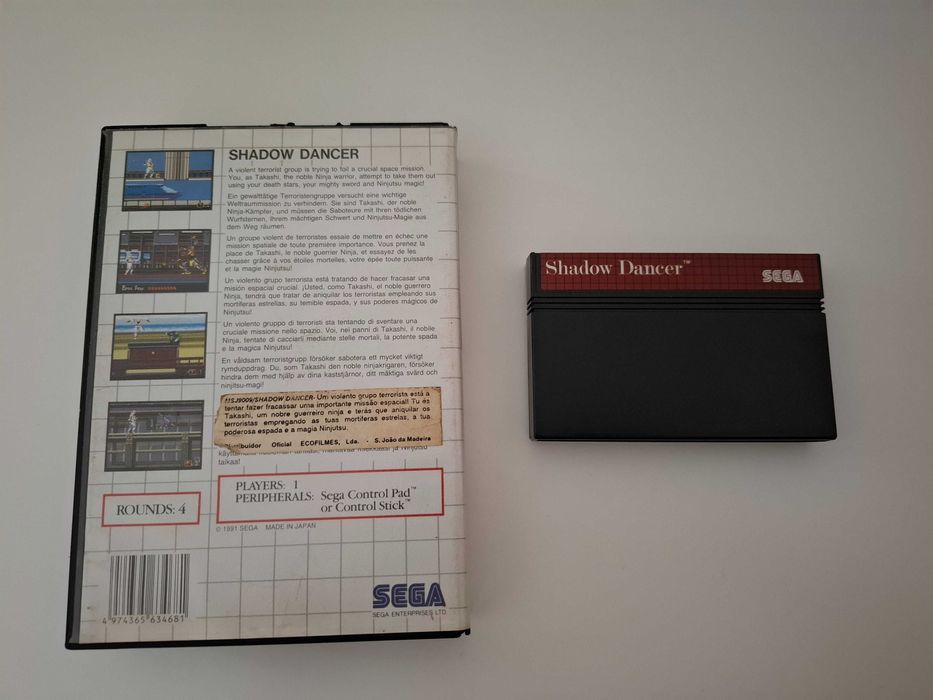 SHADOW DANCER
A violent terrorist group is trying to foil a crucial space mission.
You, as Takashi, the noble Ninja warrior, attempt to take them out
using your death stars, your mighty sword and Ninjutsu magic!
Ein gewalttätige Terroristengruppe versucht eine wichtige
Weltraummission zu verhindern. Sie sind Takashi, der noble
Ninja-Kämpfer, und müssen die Saboteure mit Ihren tödlichen
Wurfsternen, Ihrem mächtigen Schwert und Ninjutsu-Magie aus
dem Weg räumen.
Un groupe violent de terroristes essaie de mettre en échec une
mission spatiale de toute première importance. Vous prenez la
place de Takashi, le noble guerrier Ninja, et essayez de les
chasser grâce à vos étoiles mortelles, votre épée toute puissante
et la magie Ninjutsu!
Un violento grupo terrorista está tratando de hacer fracasar una
misión espacial crucial. ¡Usted, como Takashi, el noble guerrero
Ninja, tendrá que tratar de aniquilar los terroristas empleando sus
mortíferas estrellas, su temible espada, y sus poderes mágicos de
Ninjutau!
Un violento gruppo di terroristi sta tentando di sventare una
cruciale missione nello spazio. Voi, nei panni di Takashi, il nobile
Ninja, tentate di cacciarli mediante stelle mortali, la potente spada
e la magica Ninjutsu!
En våldsam terroristgrupp försöker sabotera ett mycket viktigt
rymduppdrag. Du, som Takashi den noble ninjakrigaren, försöker
hindra dem med hjälp av dina kaststjärnor, ditt mäktiga svärd och
ninjitsu-magi!
SJ9009/SHADOW DANCER- Um violento grupo terrorista está a
tentar fazer fracassar uma importante missão espacial! Tu és
Takashi, um nobre guerreiro ninja e terás que aniquilar os
terroristas empregando as tuas mortíferas estrelas, a tua
poderosa espada e a magia Ninjutsu.
Distribuidor Oficial ECOFILMES, Lda. - S. João da Madeira
taikaa!
PLAYERS: 1
PERIPHERALS: Sega Control Pad™
or Control Stick™
ROUNDS: 4
© 1991 SEGA MADE IN JAPAN
4 974365 634681
SEGA
SEGA ENTERPRISES LTD.
Shadow Dancer™
SEGA